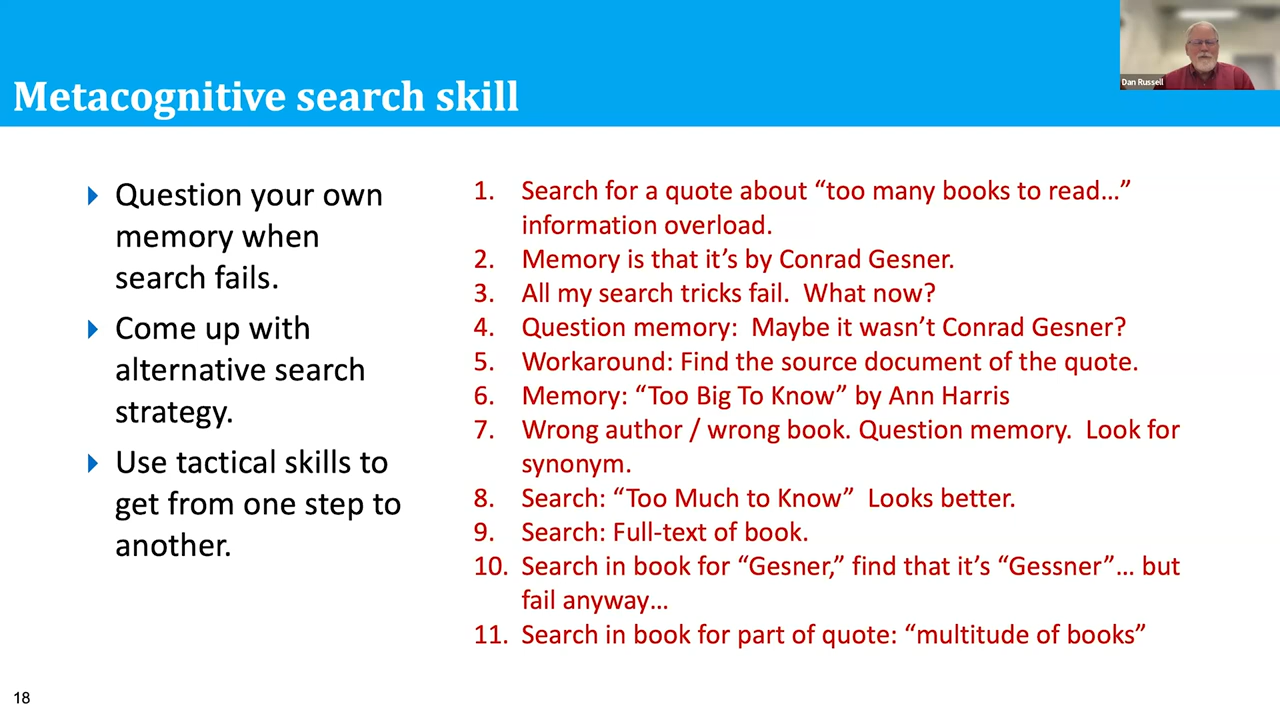 Dan Russell
Metacognitive search skill
Question your own
memory when
search fails.
Come up with
alternative search
strategy.
Use tactical skills to
get from one step to
another.
1. Search for a quote about “too many books to read…”
information overload.
2. Memory is that it’s by Conrad Gesner.
3. All my search tricks fail.  What now?
4. Question memory:  Maybe it wasn’t Conrad Gesner?
5. Workaround: Find the source document of the quote.
6. Memory: “Too Big To Know” by Ann Harris
7. Wrong author / wrong book. Question memory.  Look for
synonym.
8. Search: “Too Much to Know”  Looks better.
9. Search: Full-text of book.
10. Search in book for “Gesner,” find that it’s “Gessner”… but
fail anyway…
11. Search in book for part of quote: “multitude of books”
18